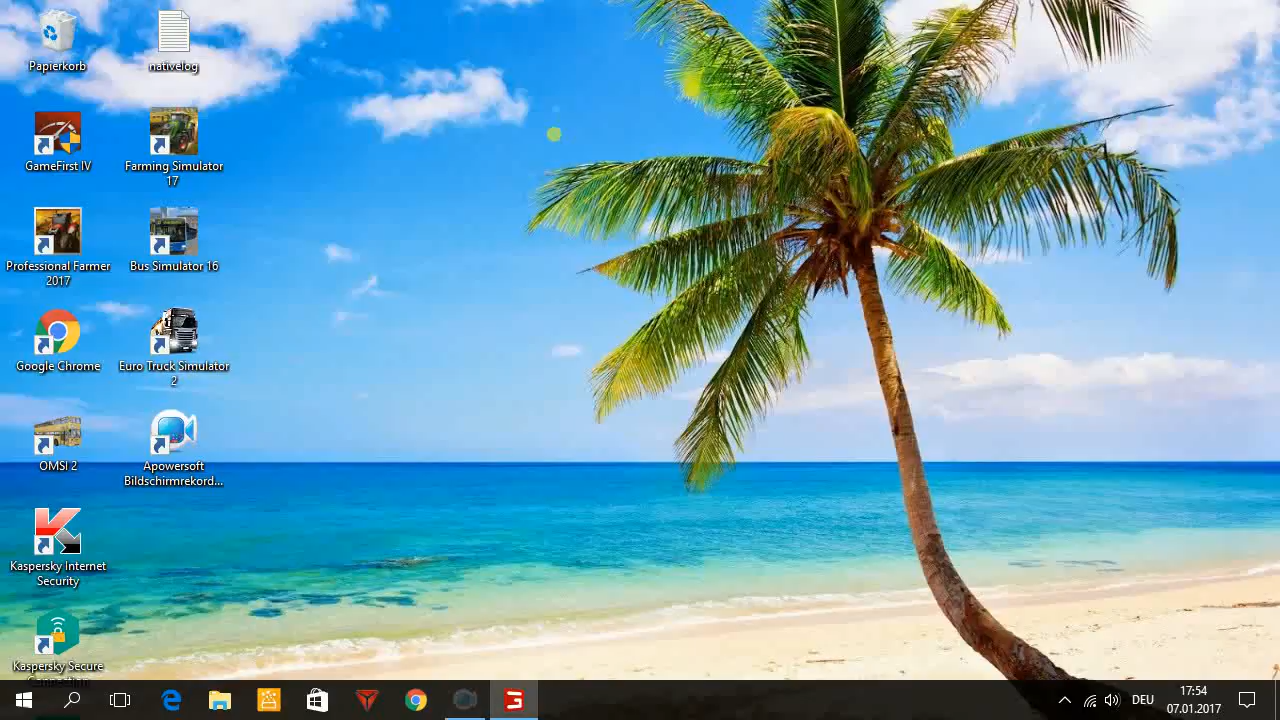 Papierkorb
nativelog
GameFirst IV
Farming Simulator
17
Professional Farmer
2017
Bus Simulator 16
Google Chrome
Euro Truck Simulator
2
OMSI 2
Apowersoft
Bildschirmrekord...
Kaspersky Internet
Security
Kaspersky Secure
Connection
DEU
17:54
07.01.2017